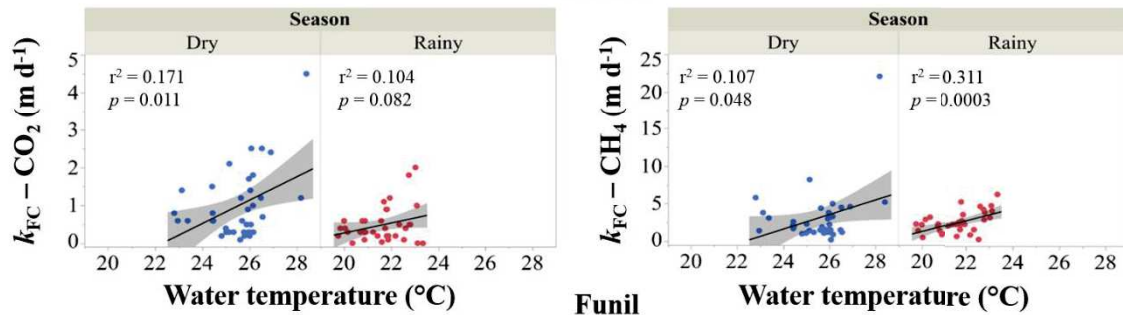 Season
Dry Rainy
r² = 0.171
p = 0.011
r² = 0.104
p = 0.082
5
4
3
2
1
0
k_FC – CO₂ (m d⁻¹)
20 22 24 26 28 20 22 24 26 28
Water temperature (°C)
Season
Dry Rainy
r² = 0.107
p = 0.048
r² = 0.311
p = 0.0003
25
22
20
15
10
5
0
k_FC – CH₄ (m d⁻¹)
20 22 24 26 28 20 22 24 26 28
Water temperature (°C)
Funil